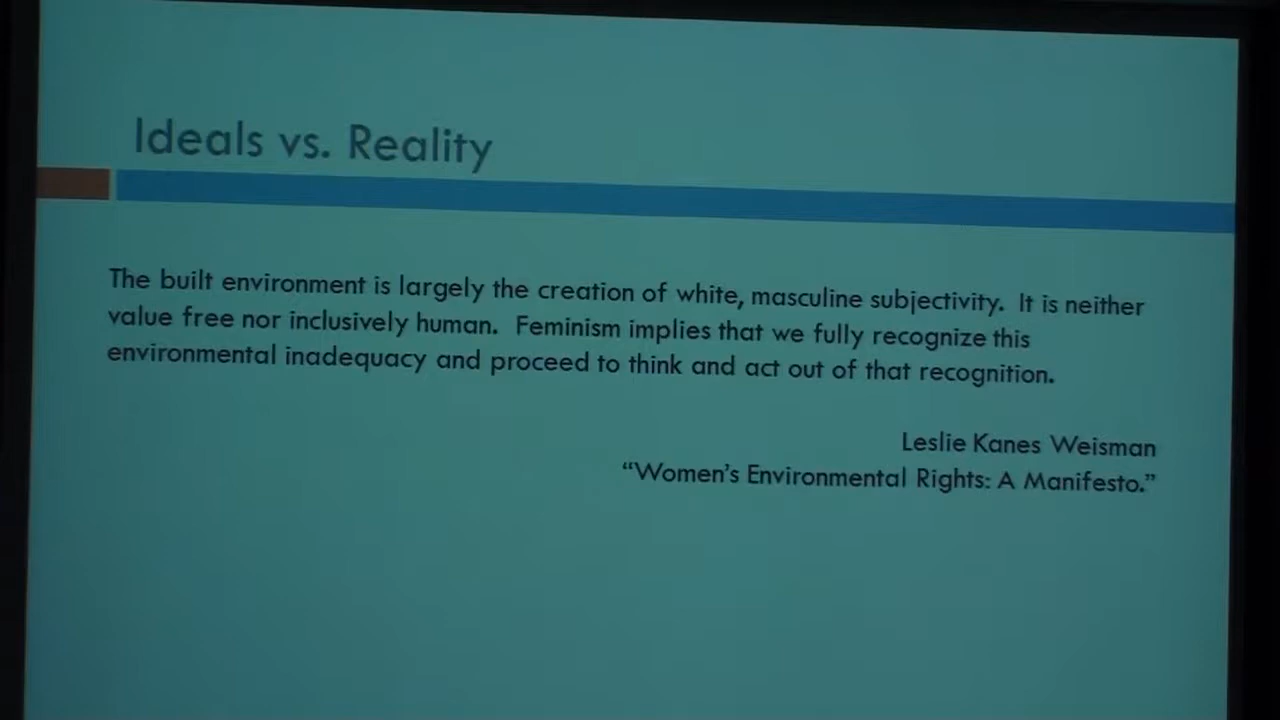 Ideals vs. Reality
The built environment is largely the creation of white, masculine subjectivity. It is neither
value free nor inclusively human. Feminism implies that we fully recognize this
environmental inadequacy and proceed to think and act out of that recognition.
Leslie Kanes Weisman
“Women’s Environmental Rights: A Manifesto.”